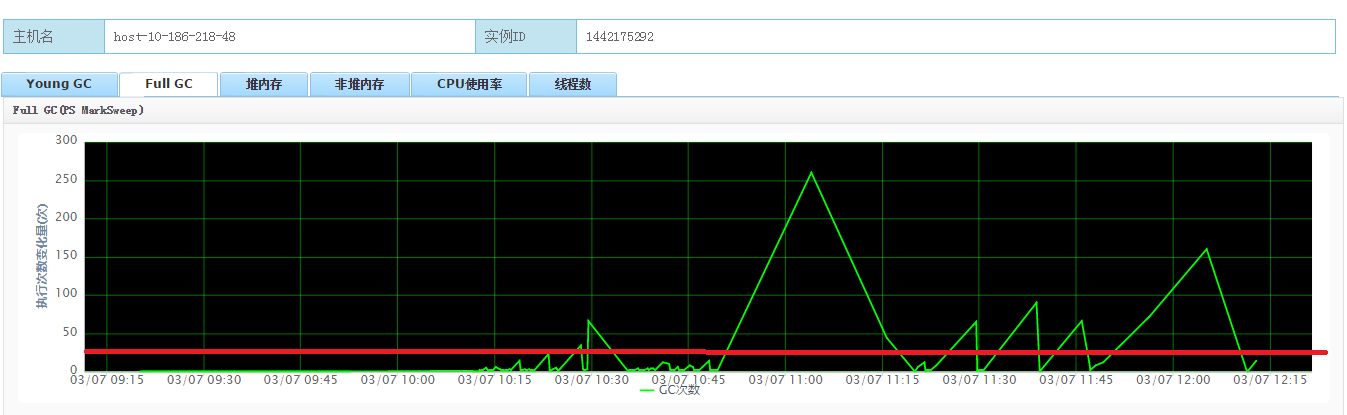 主机名 host-10-186-218-48 实例ID 1442175292
Young GC Full GC 堆内存 非堆内存 CPU使用率 线程数
Full GC(PS MarkSweep)
300
250
200
150
100
50
0
执行次数变化量(次)
03/07 09:15 03/07 09:30 03/07 09:45 03/07 10:00 03/07 10:15 03/07 10:30 03/07 10:45 03/07 11:00 03/07 11:15 03/07 11:30 03/07 11:45 03/07 12:00 03/07 12:15
GC次数